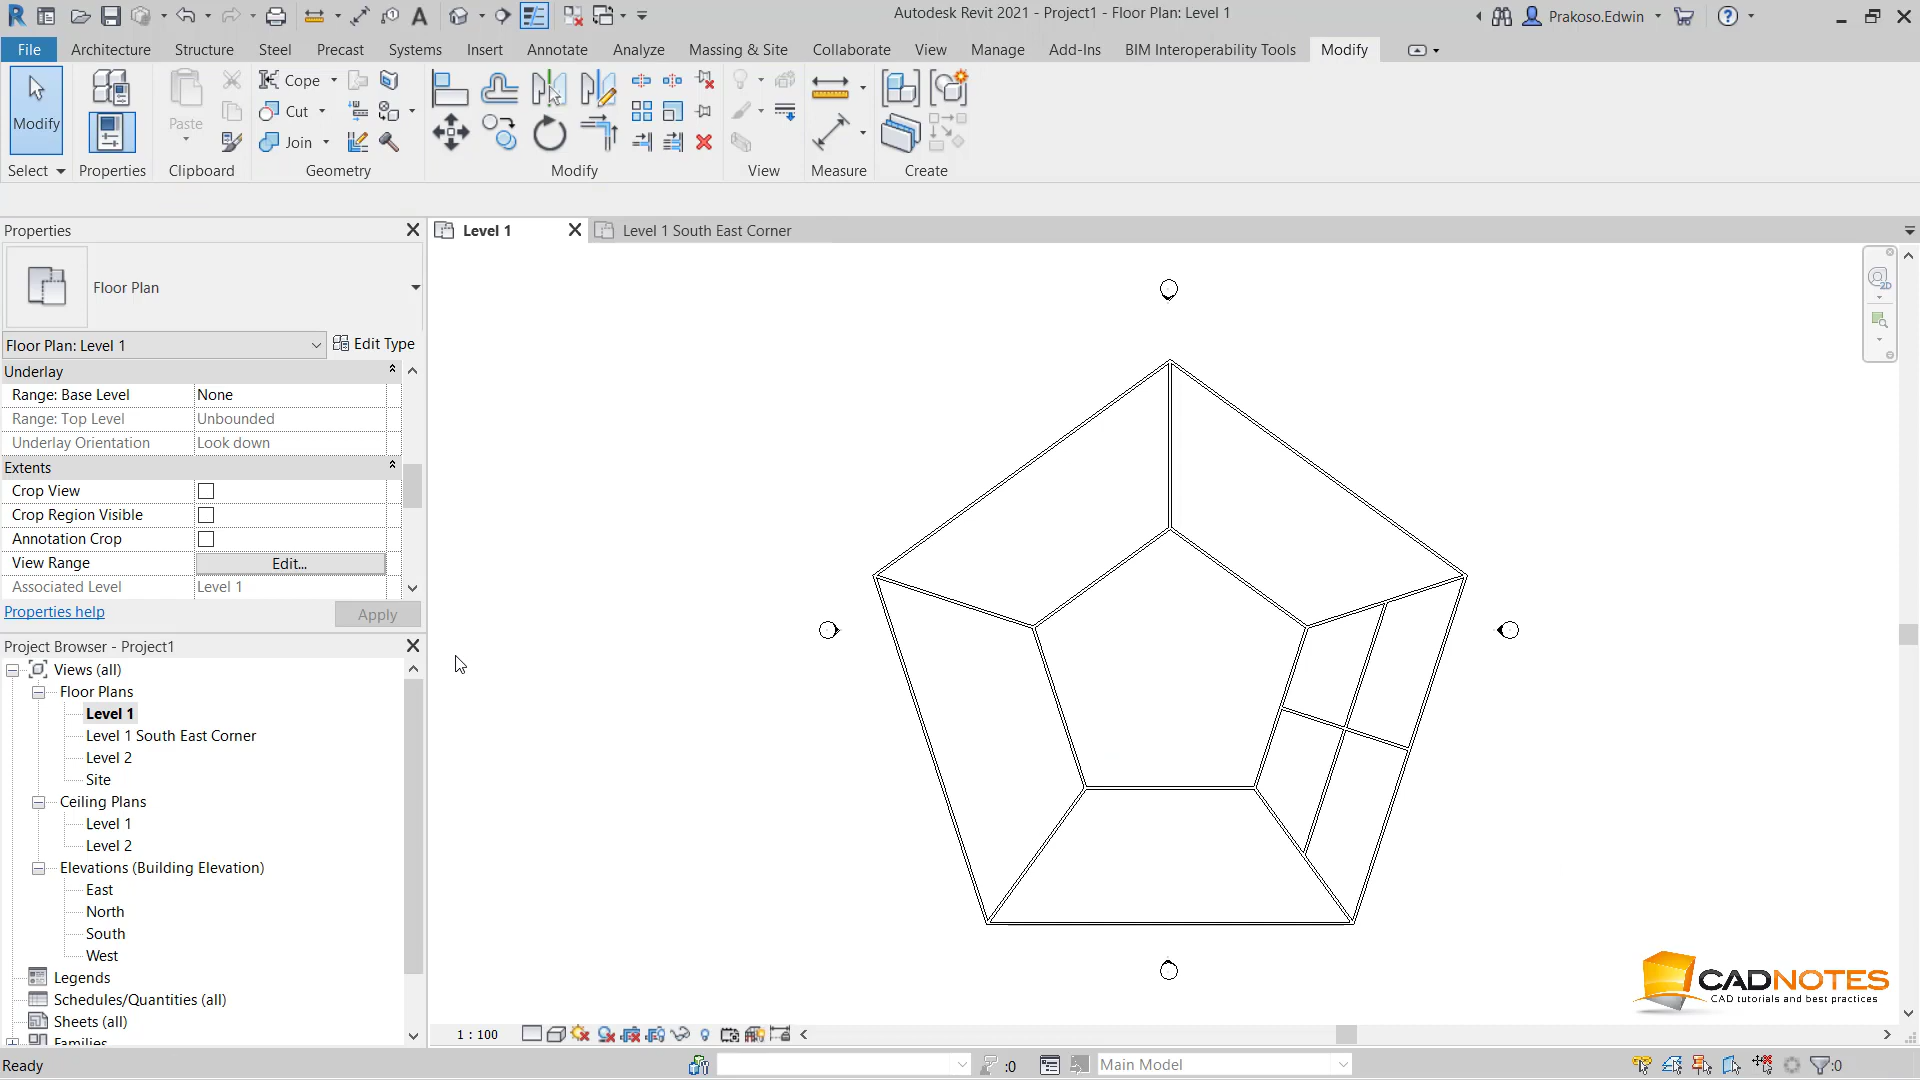 Autodesk Revit 2021 - Project1 - Floor Plan: Level 1
Prakoso.Edwin
File Architecture Structure Steel Precast Systems Insert Annotate Analyze Massing & Site Collaborate View Manage Add-Ins BIM Interoperability Tools Modify
Modify
Paste
Cope
Cut
Join
Select Properties Clipboard Geometry Modify View Measure Create
Properties
Floor Plan
Floor Plan: Level 1
Edit Type
Underlay
Range: Base Level None
Range: Top Level Unbounded
Underlay Orientation Look down
Extents
Crop View
Crop Region Visible
Annotation Crop
View Range Edit...
Associated Level Level 1
Properties help Apply
Project Browser - Project1
Views (all)
Floor Plans
Level 1
Level 1 South East Corner
Level 2
Site
Ceiling Plans
Level 1
Level 2
Elevations (Building Elevation)
East
North
South
West
Legends
Schedules/Quantities (all)
Sheets (all)
Families
Level 1 Level 1 South East Corner
2D
CADNOTES
CAD tutorials and best practices
1 : 100
Ready
:0
Main Model
:0